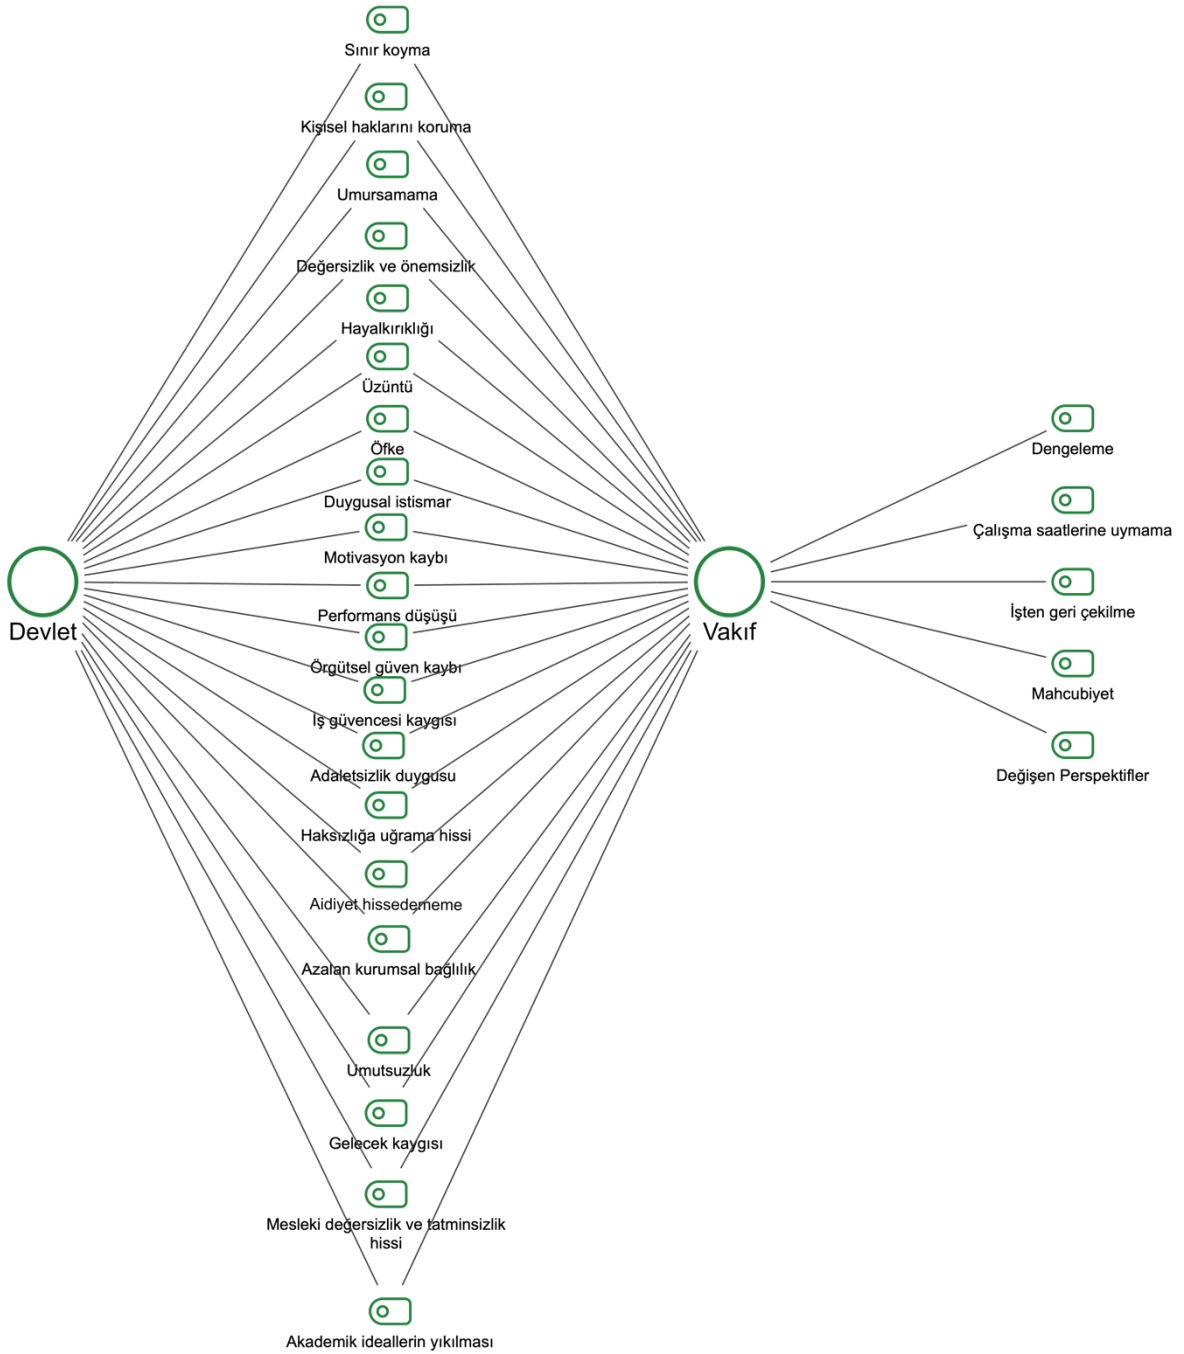 Sınır koyma
Kişisel haklarını koruma
Umursamama
Değersizlik ve önemsizlik
Hayalkırıklığı
Üzüntü
Öfke
Duygusal istismar
Motivasyon kaybı
Performans düşüşü
Örgütsel güven kaybı
İş güvencesi kaygısı
Adaletsizlik duygusu
Haksızlığa uğrama hissi
Aidiyet hissedememe
Azalan kurumsal bağlılık
Umutsuzluk
Gelecek kaygısı
Mesleki değersizlik ve tatminsizlik
hissi
Akademik ideallerin yıkılması
Devlet
Vakıf
Dengeleme
Çalışma saatlerine uymama
İşten geri çekilme
Mahcubiyet
Değişen Perspektifler